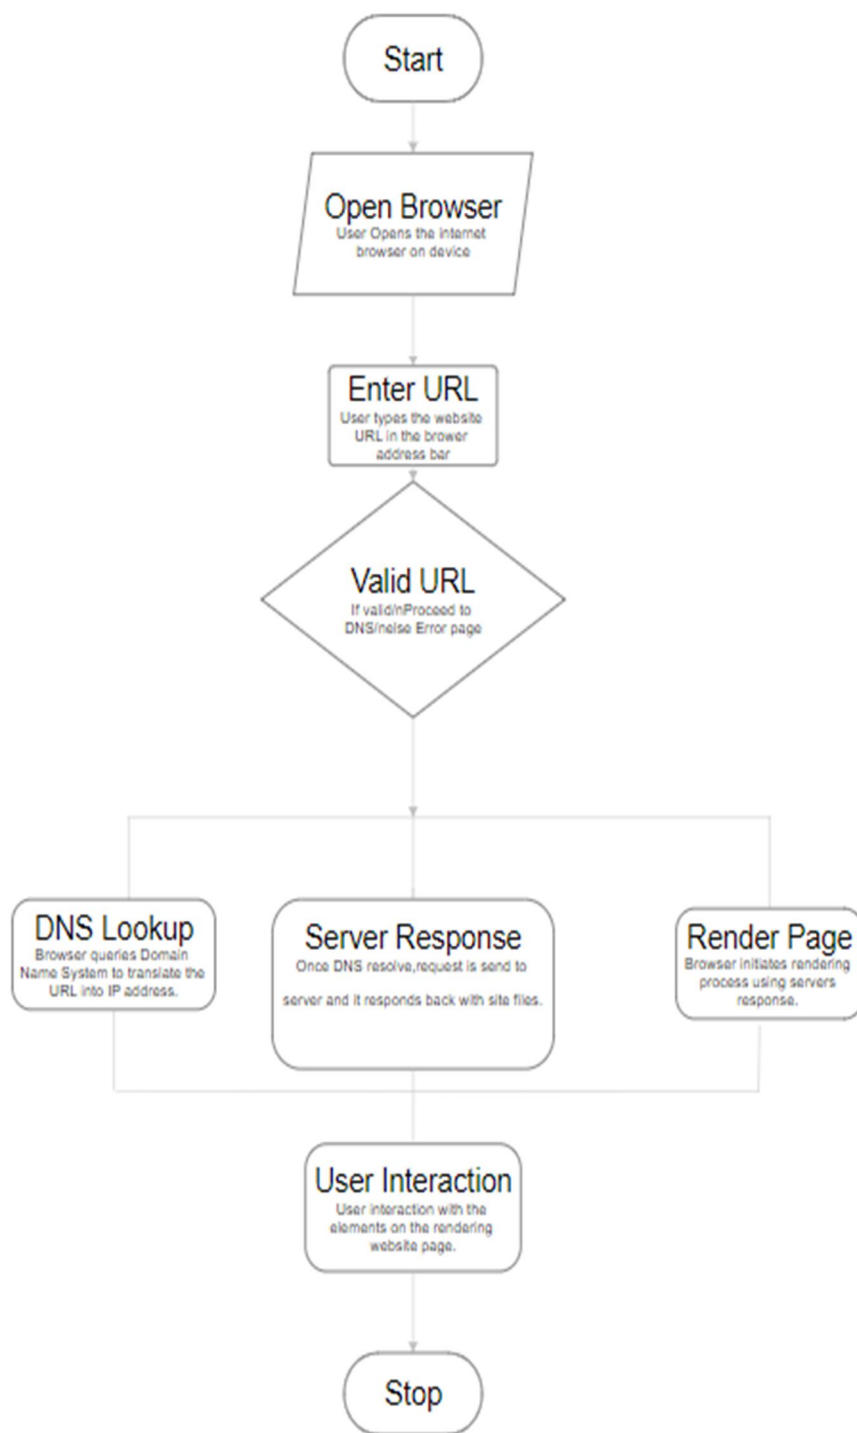 Start
Open Browser
User Opens the internet
browser on device
Enter URL
User types the website
URL in the brower
address bar
Valid URL
If valid/nProceed to
DNS/nelse Error page
DNS Lookup
Browser queries Domain
Name System to translate the
URL into IP address.
Server Response
Once DNS resolve,request is send to
server and it responds back with site files.
Render Page
Browser initiates rendering
process using servers
response.
User Interaction
User interaction with the
elements on the rendering
website page.
Stop